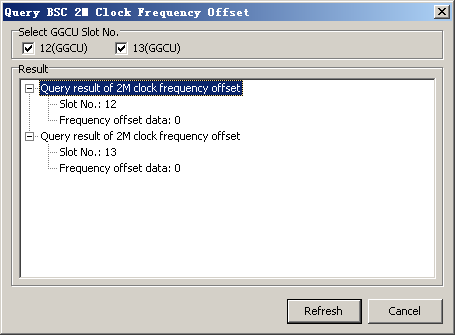 Query BSC 2M Clock Frequency Offset
Select GGCU Slot No.
12(GGCU) 13(GGCU)
Result
Query result of 2M clock frequency offset
Slot No.: 12
Frequency offset data: 0
Query result of 2M clock frequency offset
Slot No.: 13
Frequency offset data: 0
Refresh Cancel